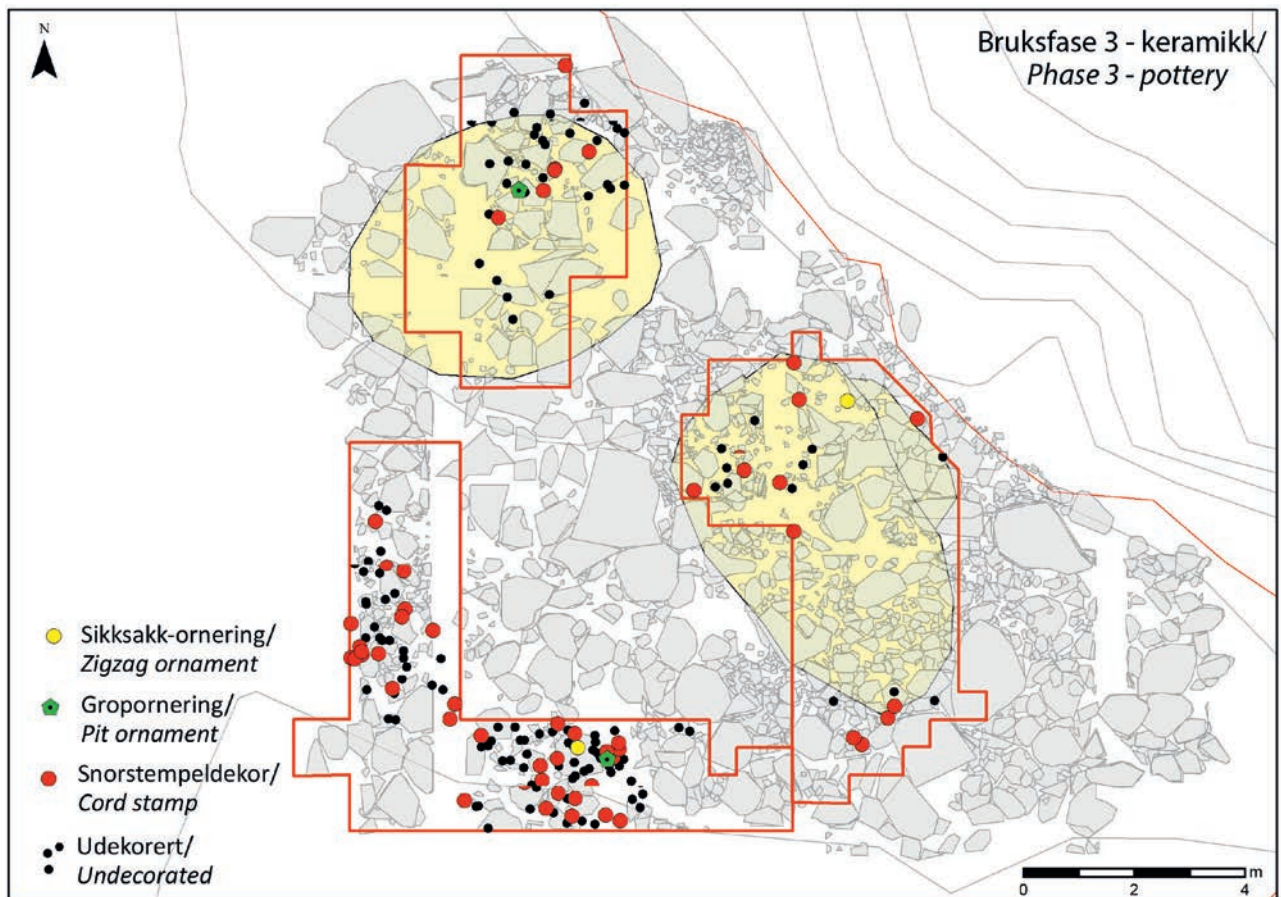 N
Bruksfase 3 - keramikk/
Phase 3 - pottery
Sikksakk-ornering/
Zigzag ornament
Gropornering/
Pit ornament
Snorstempeldekor/
Cord stamp
Udekorert/
Undecorated
m
0 2 4